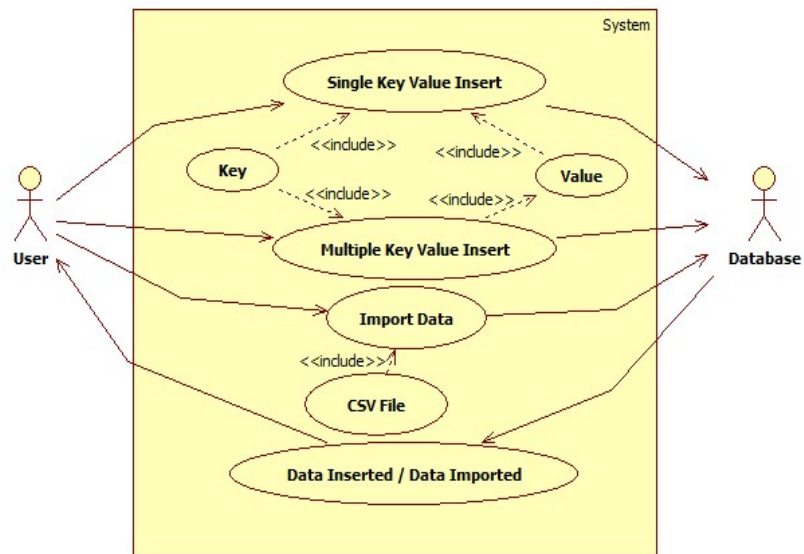 System
Single Key Value Insert
<<include>>
<<include>>
Key
Value
<<include>>
<<include>>
User
Multiple Key Value Insert
Database
Import Data
<<include>>
CSV File
Data Inserted / Data Imported